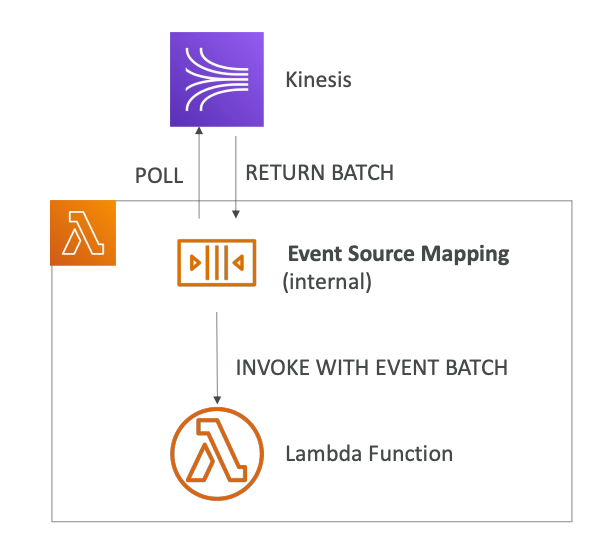 Kinesis
POLL
RETURN BATCH
Event Source Mapping
(internal)
INVOKE WITH EVENT BATCH
Lambda Function